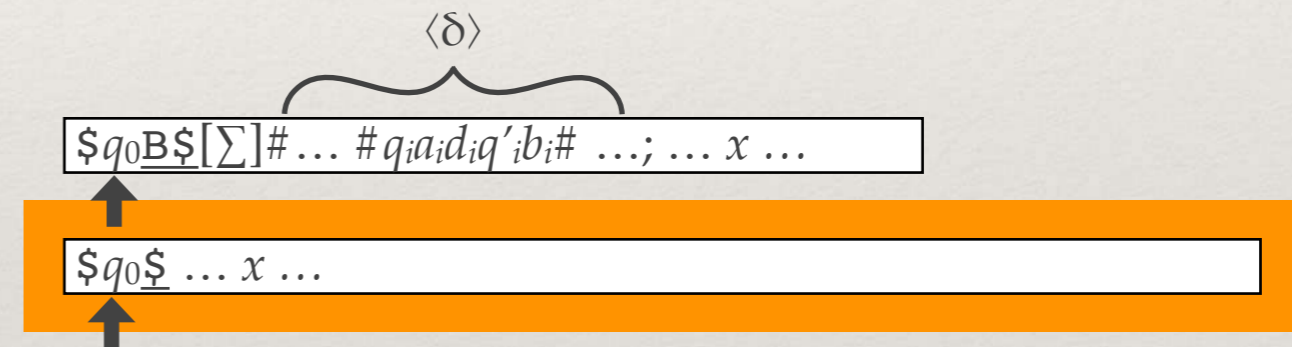 ⟨δ⟩
$q₀B$[∑]#… #qᵢaᵢdᵢq′ᵢbᵢ# …; … x …
$q₀$ … x …